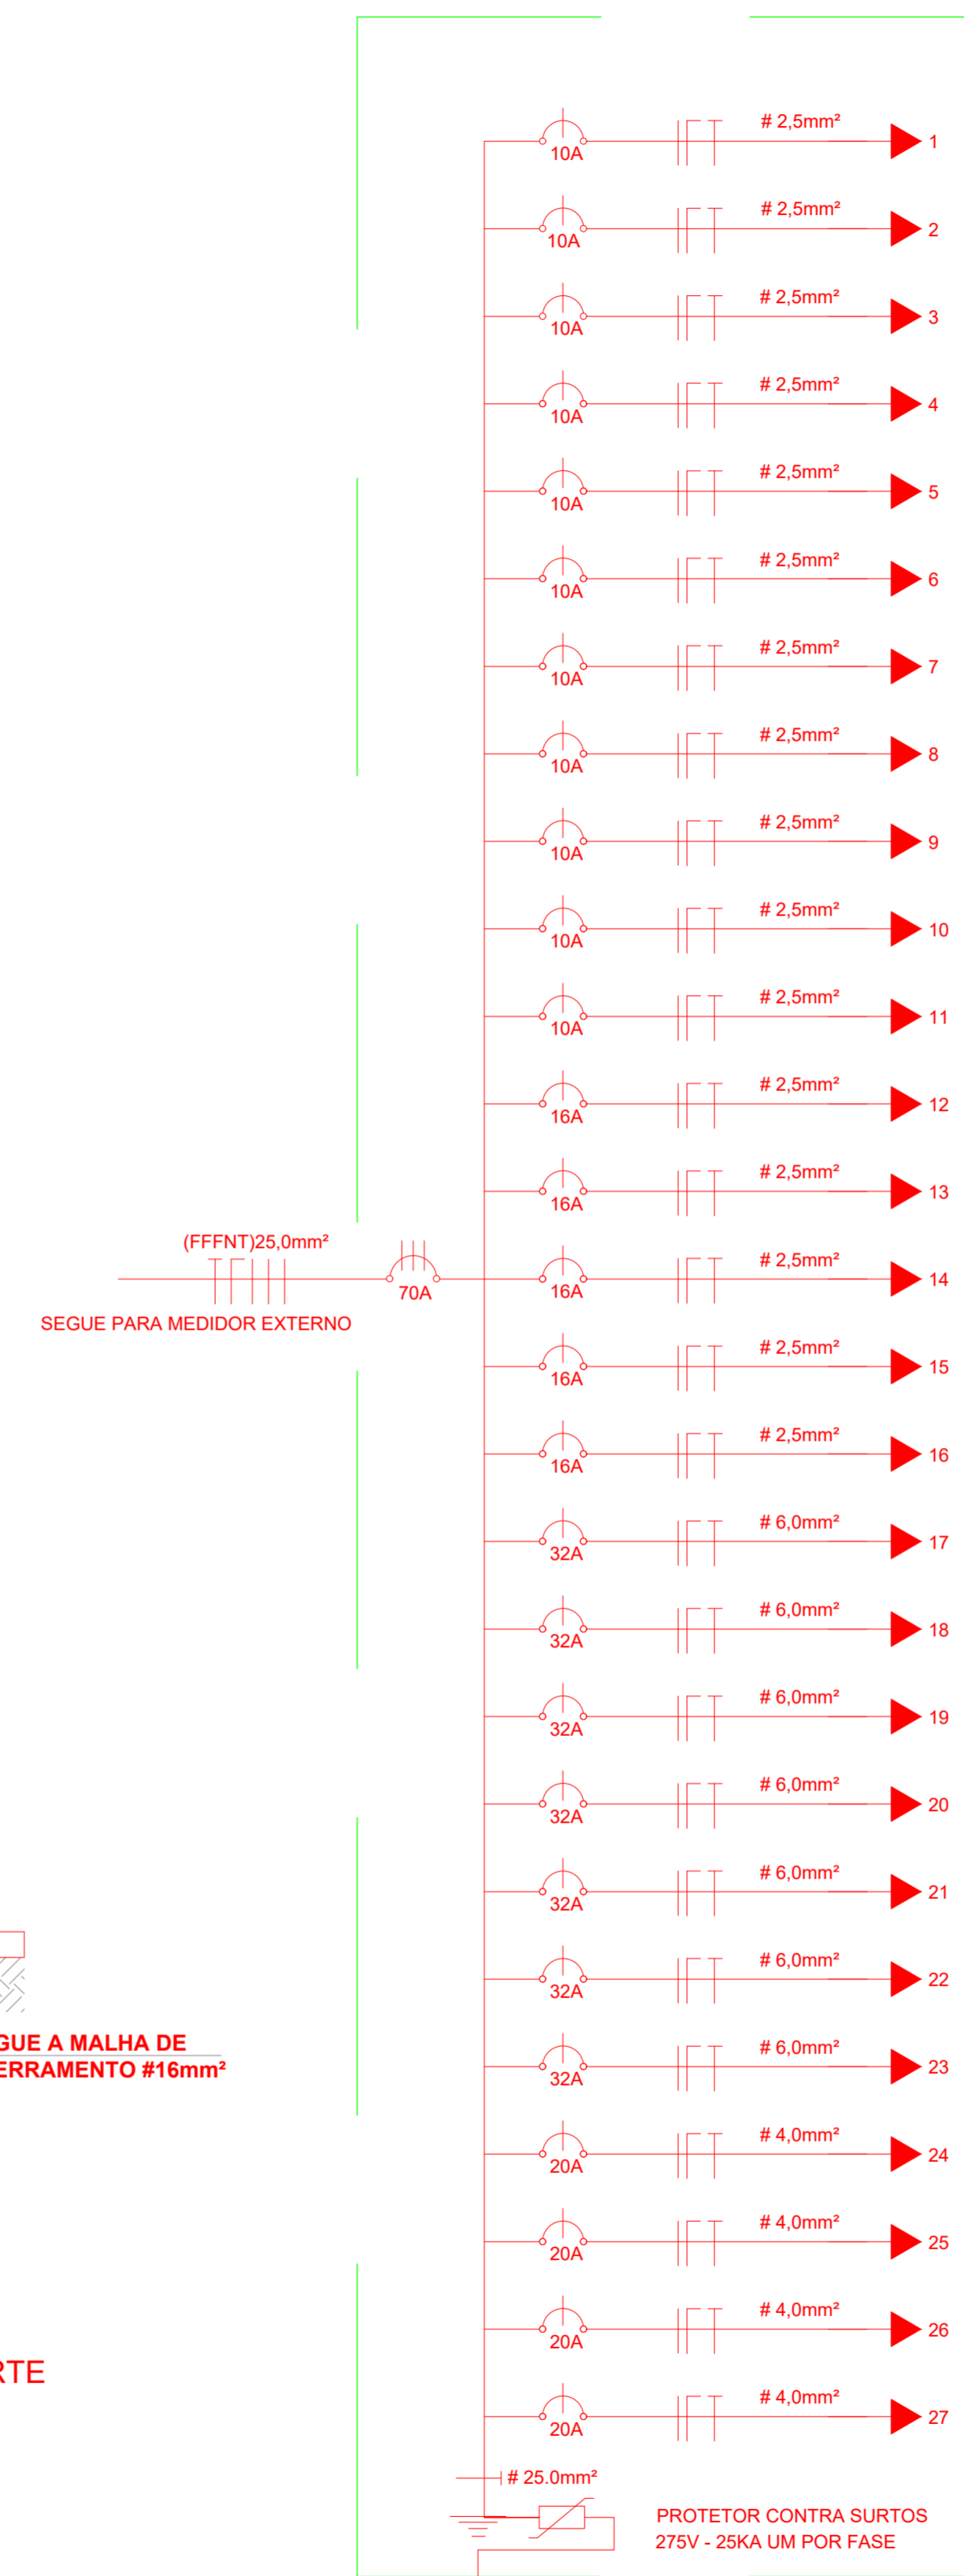 # 2,5mm²
10A
1
# 2,5mm²
10A
2
# 2,5mm²
10A
3
# 2,5mm²
10A
4
# 2,5mm²
10A
5
# 2,5mm²
10A
6
# 2,5mm²
10A
7
# 2,5mm²
10A
8
# 2,5mm²
10A
9
# 2,5mm²
10A
10
# 2,5mm²
10A
11
# 2,5mm²
16A
12
# 2,5mm²
16A
13
(FFFNT)25,0mm²
70A
SEGUE PARA MEDIDOR EXTERNO
# 2,5mm²
16A
14
# 2,5mm²
16A
15
# 2,5mm²
16A
16
# 6,0mm²
32A
17
# 6,0mm²
32A
18
# 6,0mm²
32A
19
# 6,0mm²
32A
20
# 6,0mm²
32A
21
# 6,0mm²
32A
22
GUE A MALHA DE
ERRAMENTO #16mm²
# 6,0mm²
32A
23
# 4,0mm²
20A
24
# 4,0mm²
20A
25
# 4,0mm²
20A
26
RTE
# 4,0mm²
20A
27
# 25.0mm²
PROTETOR CONTRA SURTOS
275V - 25KA UM POR FASE